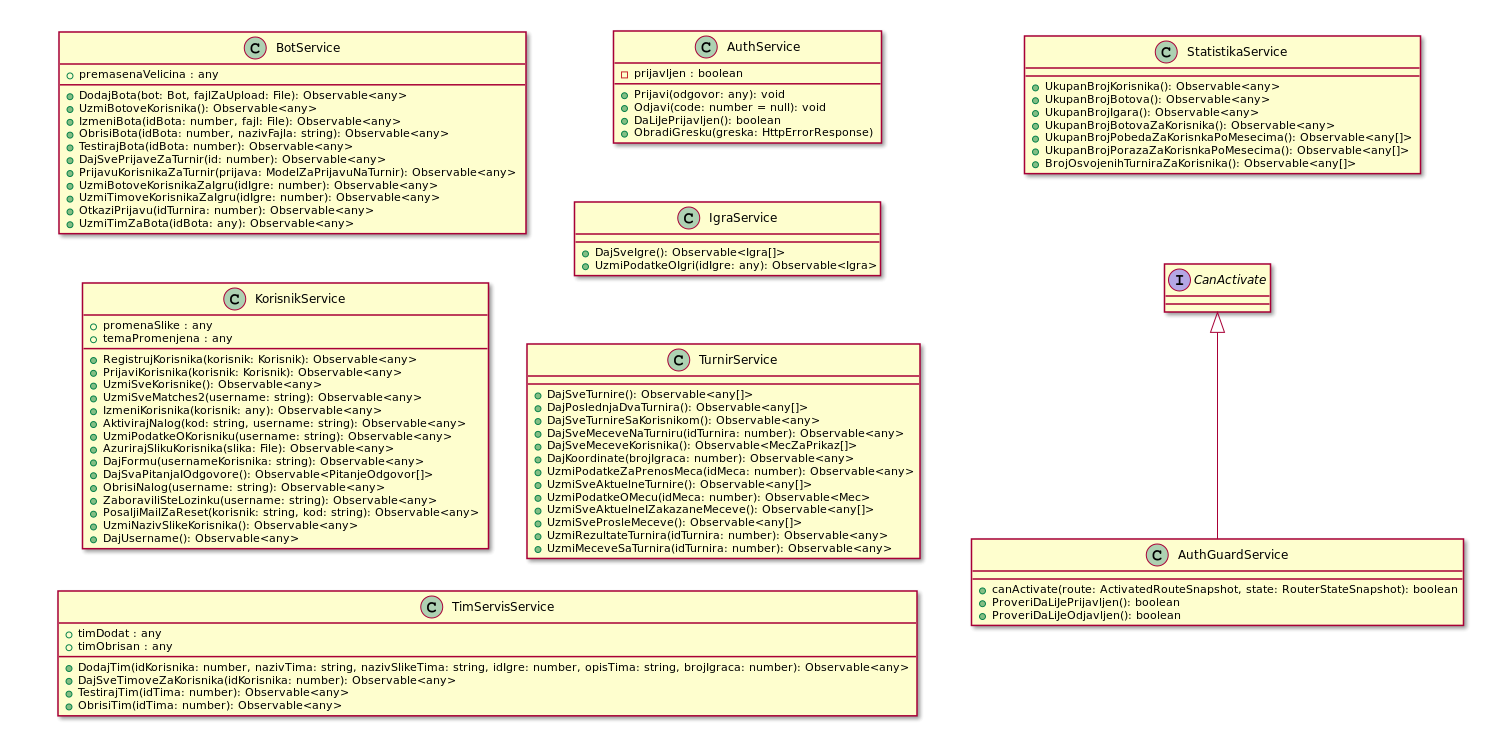 C BotService
premasenaVelicina : any
DodajBota(bot: Bot, fajlZaUpload: File): Observable<any>
UzmiBotoveKorisnika(): Observable<any>
IzmeniBota(idBota: number, fajl: File): Observable<any>
ObrisiBota(idBota: number, nazivFajla: string): Observable<any>
TestirajBota(idBota: number): Observable<any>
DajSvePrijaveZaTurnir(id: number): Observable<any>
PrijavuKorisnikaZaTurnir(prijava: ModelZaPrijavuNaTurnir): Observable<any>
UzmiBotoveKorisnikaZaIgru(idIgre: number): Observable<any>
UzmiTimoveKorisnikaZaIgru(idIgre: number): Observable<any>
OtkaziPrijavu(idTurnira: number): Observable<any>
UzmiTimZaBota(idBota: any): Observable<any>
C AuthService
prijavljen : boolean
Prijavi(odgovor: any): void
Odjavi(code: number = null): void
DaLiJePrijavljen(): boolean
ObradiGresku(greska: HttpErrorResponse)
C StatistikaService
UkupanBrojKorisnika(): Observable<any>
UkupanBrojBotova(): Observable<any>
UkupanBrojIgara(): Observable<any>
UkupanBrojBotovaZaKorisnika(): Observable<any>
UkupanBrojPobedaZaKorisnkaPoMesecima(): Observable<any[]>
UkupanBrojPorazaZaKorisnkaPoMesecima(): Observable<any[]>
BrojOsvojenihTurniraZaKorisnika(): Observable<any[]>
C IgraService
DajSveIgre(): Observable<Igra[]>
UzmiPodatkeOIgri(idIgre: any): Observable<Igra>
I CanActivate
C KorisnikService
promenaSlike : any
temaPromenjena : any
RegistrujKorisnika(korisnik: Korisnik): Observable<any>
PrijaviKorisnika(korisnik: Korisnik): Observable<any>
UzmiSveKorisnike(): Observable<any>
UzmiSveMatches2(username: string): Observable<any>
IzmeniKorisnika(korisnik: any): Observable<any>
AktivirajNalog(kod: string, username: string): Observable<any>
UzmiPodatkeOKorisniku(username: string): Observable<any>
AzurirajSlikuKorisnika(slika: File): Observable<any>
DajFormu(usernameKorisnika: string): Observable<any>
DajSvaPitanjaIOdgovore(): Observable<PitanjeOdgovor[]>
ObrisiNalog(username: string): Observable<any>
ZaboraviliSteLozinku(username: string): Observable<any>
PosaljiMailZaReset(korisnik: string, kod: string): Observable<any>
UzmiNazivSlikeKorisnika(): Observable<any>
DajUsername(): Observable<any>
C TurnirService
DajSveTurnire(): Observable<any[]>
DajPoslednjaDvaTurnira(): Observable<any[]>
DajSveTurnireSaKorisnikom(): Observable<any>
DajSveMeceveNaTurniru(idTurnira: number): Observable<any>
DajSveMeceveKorisnika(): Observable<MecZaPrikaz[]>
DajKoordinate(brojIgraca: number): Observable<any>
UzmiPodatkeZaPrenosMeca(idMeca: number): Observable<any>
UzmiSveAktuelneTurnire(): Observable<any[]>
UzmiPodatkeOMecu(idMeca: number): Observable<Mec>
UzmiSveAktuelneIZakazaneMeceve(): Observable<any[]>
UzmiSveProsleMeceve(): Observable<any[]>
UzmiRezultateTurnira(idTurnira: number): Observable<any>
UzmiMeceveSaTurnira(idTurnira: number): Observable<any>
C AuthGuardService
canActivate(route: ActivatedRouteSnapshot, state: RouterStateSnapshot): boolean
ProveriDaLiJePrijavljen(): boolean
ProveriDaLiJeOdjavljen(): boolean
C TimServisService
timDodat : any
timObrisan : any
DodajTim(idKorisnika: number, nazivTima: string, nazivSlikeTima: string, idIgre: number, opisTima: string, brojIgraca: number): Observable<any>
DajSveTimoveZaKorisnika(idKorisnika: number): Observable<any>
TestirajTim(idTima: number): Observable<any>
ObrisiTim(idTima: number): Observable<any>